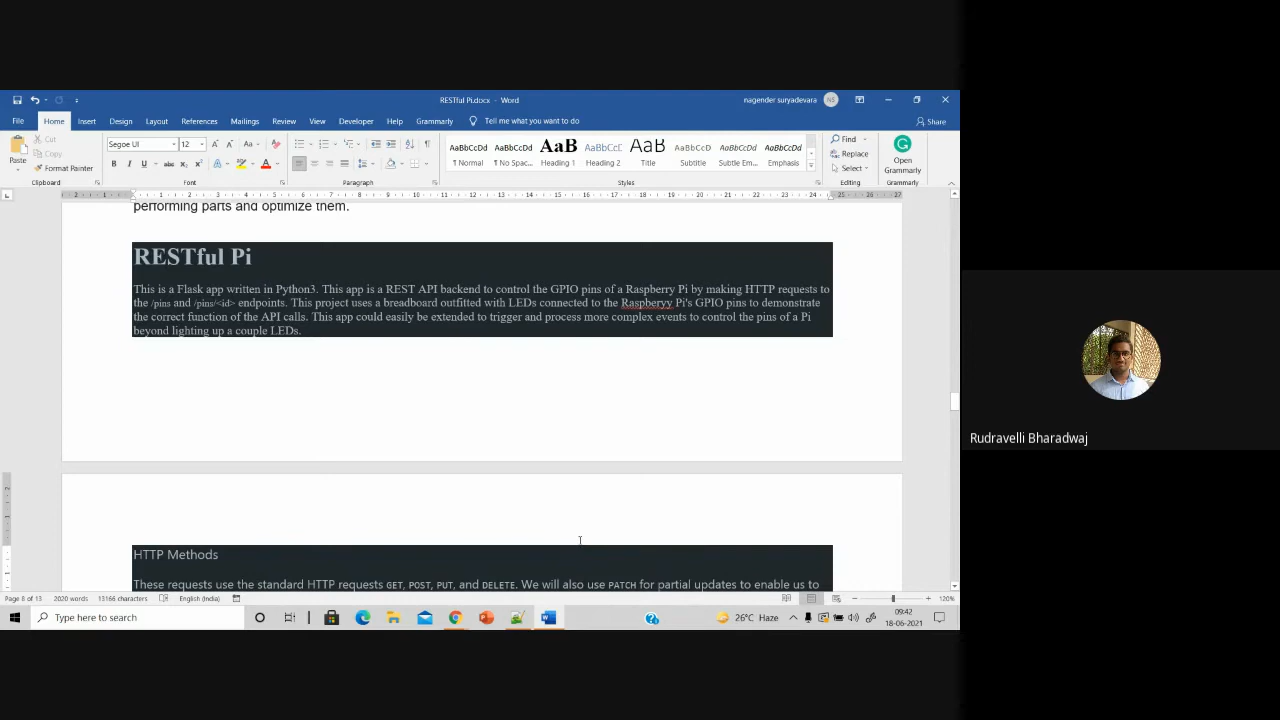 RESTful Pi.docx - Word
nagender suryadevara
NS
File Home Insert Design Layout References Mailings Review View Developer Help Grammarly Tell me what you want to do
Share
Paste
Cut
Copy
Format Painter
Clipboard
Segoe UI 12
Font
Paragraph
AaBbCcDd AaBbCcDd AaBb( AaBbCcDd AaBb( AaBbCcDd AaBbCcDd AaBbCcDd
¶ Normal ¶ No Spac... Heading 1 Heading 2 Title Subtitle Subtle Em... Emphasis
Styles
Find
Replace
Select
Editing
Open
Grammarly
Grammarly
performing parts and optimize them.
RESTful Pi
This is a Flask app written in Python3. This app is a REST API backend to control the GPIO pins of a Raspberry Pi by making HTTP requests to
the /pins and /pins/<id> endpoints. This project uses a breadboard outfitted with LEDs connected to the Raspberyy Pi's GPIO pins to demonstrate
the correct function of the API calls. This app could easily be extended to trigger and process more complex events to control the pins of a Pi
beyond lighting up a couple LEDs.
HTTP Methods
These requests use the standard HTTP requests GET, POST, PUT, and DELETE. We will also use PATCH for partial updates to enable us to
Rudravelli Bharadwaj
Page 8 of 13 2020 words 13166 characters English (India)
120%
Type here to search
26°C Haze
09:42
18-06-2021